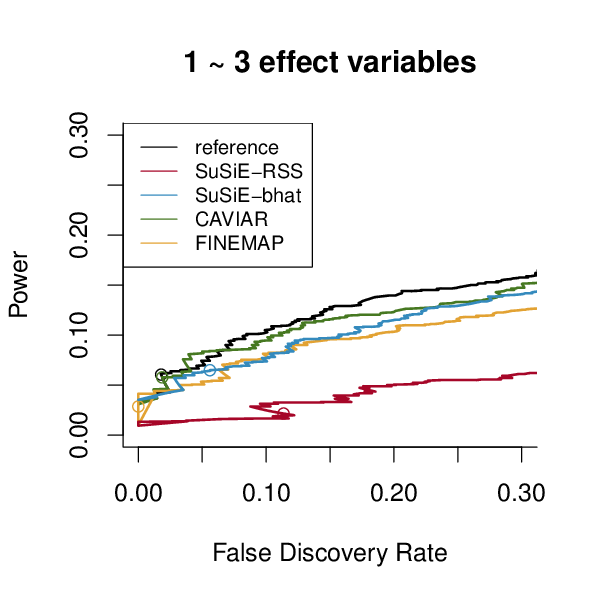 1 ~ 3 effect variables
reference
SuSiE−RSS
SuSiE−bhat
CAVIAR
FINEMAP
Power
0.30
0.20
0.10
0.00
0.00 0.10 0.20 0.30
False Discovery Rate